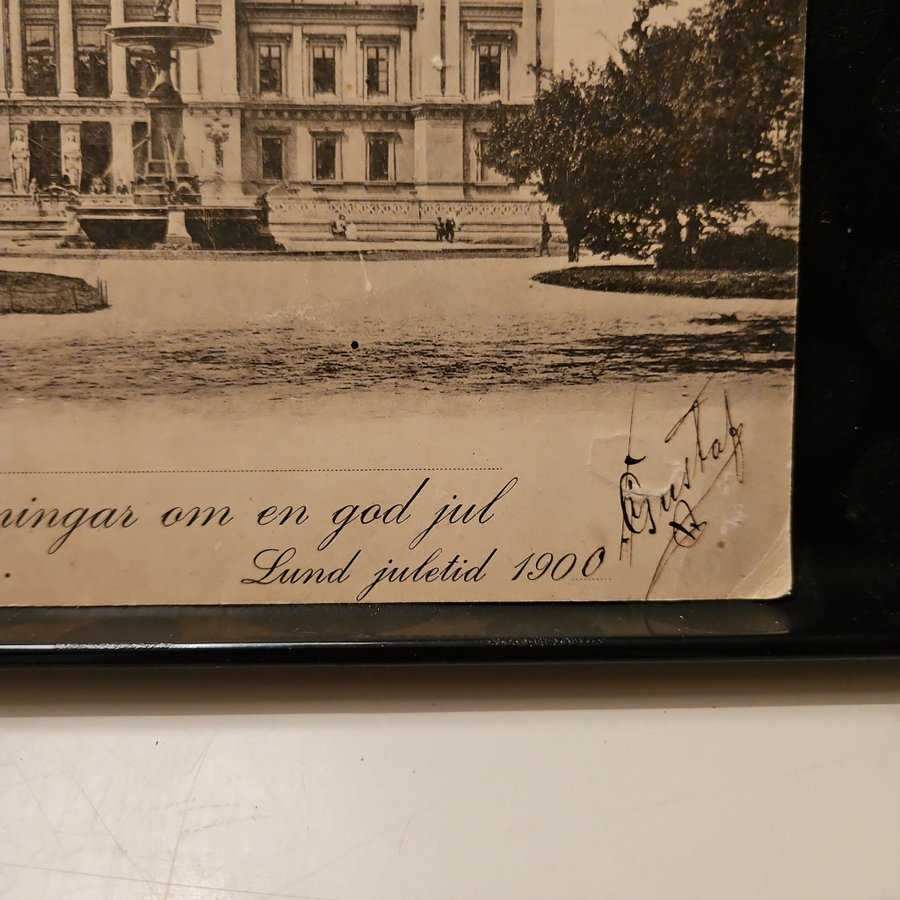 ningar om en god jul
Lund juletid 1900
Gustaf